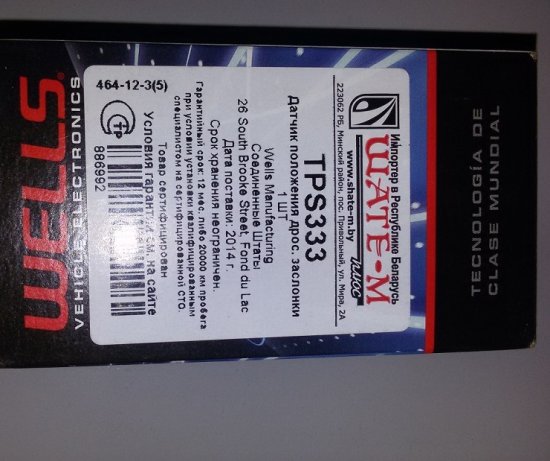 WELLS®
VEHICLE ELECTRONICS
TECNOLOGÍA DE
CLASE MUNDIAL
Импортер в Республике Беларусь
ШАТЕ-М
плюс
www.shate-m.by
223062 РБ, Минский район, пос. Привольный, ул. Мира, 2А
Датчик положения дрос. заслонки
TPS333
1 ШТ
Wells Manufacturing
Соединенные Штаты
26 South Brooke Street, Fond du Lac
Дата поставки: 2014 г.
Срок хранения неограничен.
Гарантийный срок: 12 мес. либо 20000 км пробега
при условии установки квалифицированным
специалистом на сертифицированной СТО.
Товар сертифицирован
Условия гарантии см. на сайте
464-12-3(5)
886992